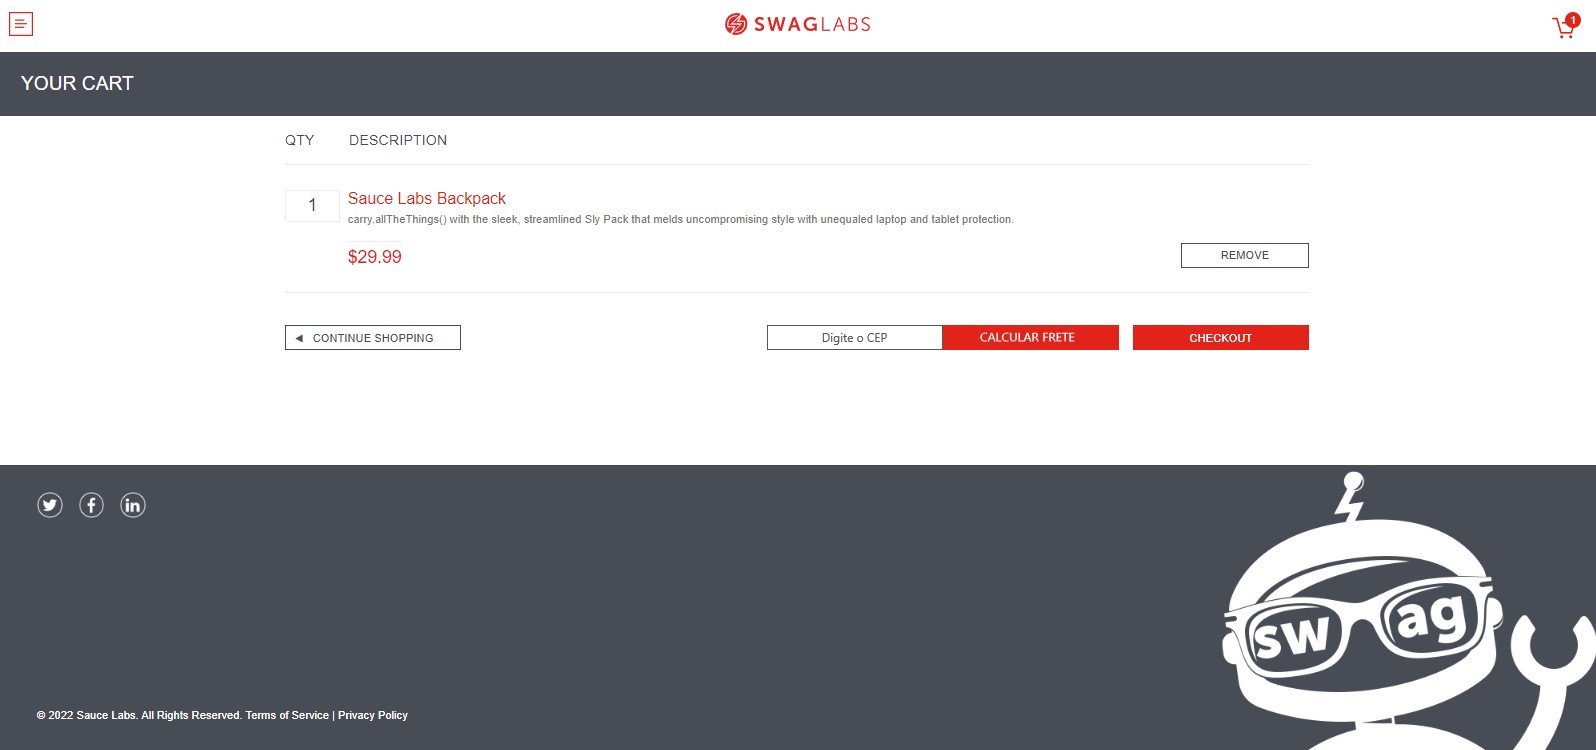 SWAGLABS
1
YOUR CART
QTY DESCRIPTION
1 Sauce Labs Backpack
carry.allTheThings() with the sleek, streamlined Sly Pack that melds uncompromising style with unequaled laptop and tablet protection.
$29.99 REMOVE
CONTINUE SHOPPING Digite o CEP CALCULAR FRETE CHECKOUT
f in
sw ag
© 2022 Sauce Labs. All Rights Reserved. Terms of Service | Privacy Policy